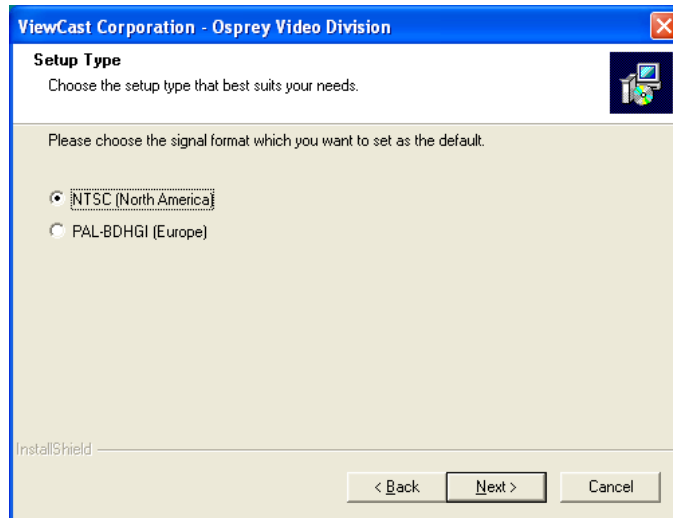 ViewCast Corporation - Osprey Video Division
Setup Type
Choose the setup type that best suits your needs.
Please choose the signal format which you want to set as the default.
NTSC (North America)
PAL-BDHGI (Europe)
InstallShield
< Back
Next >
Cancel